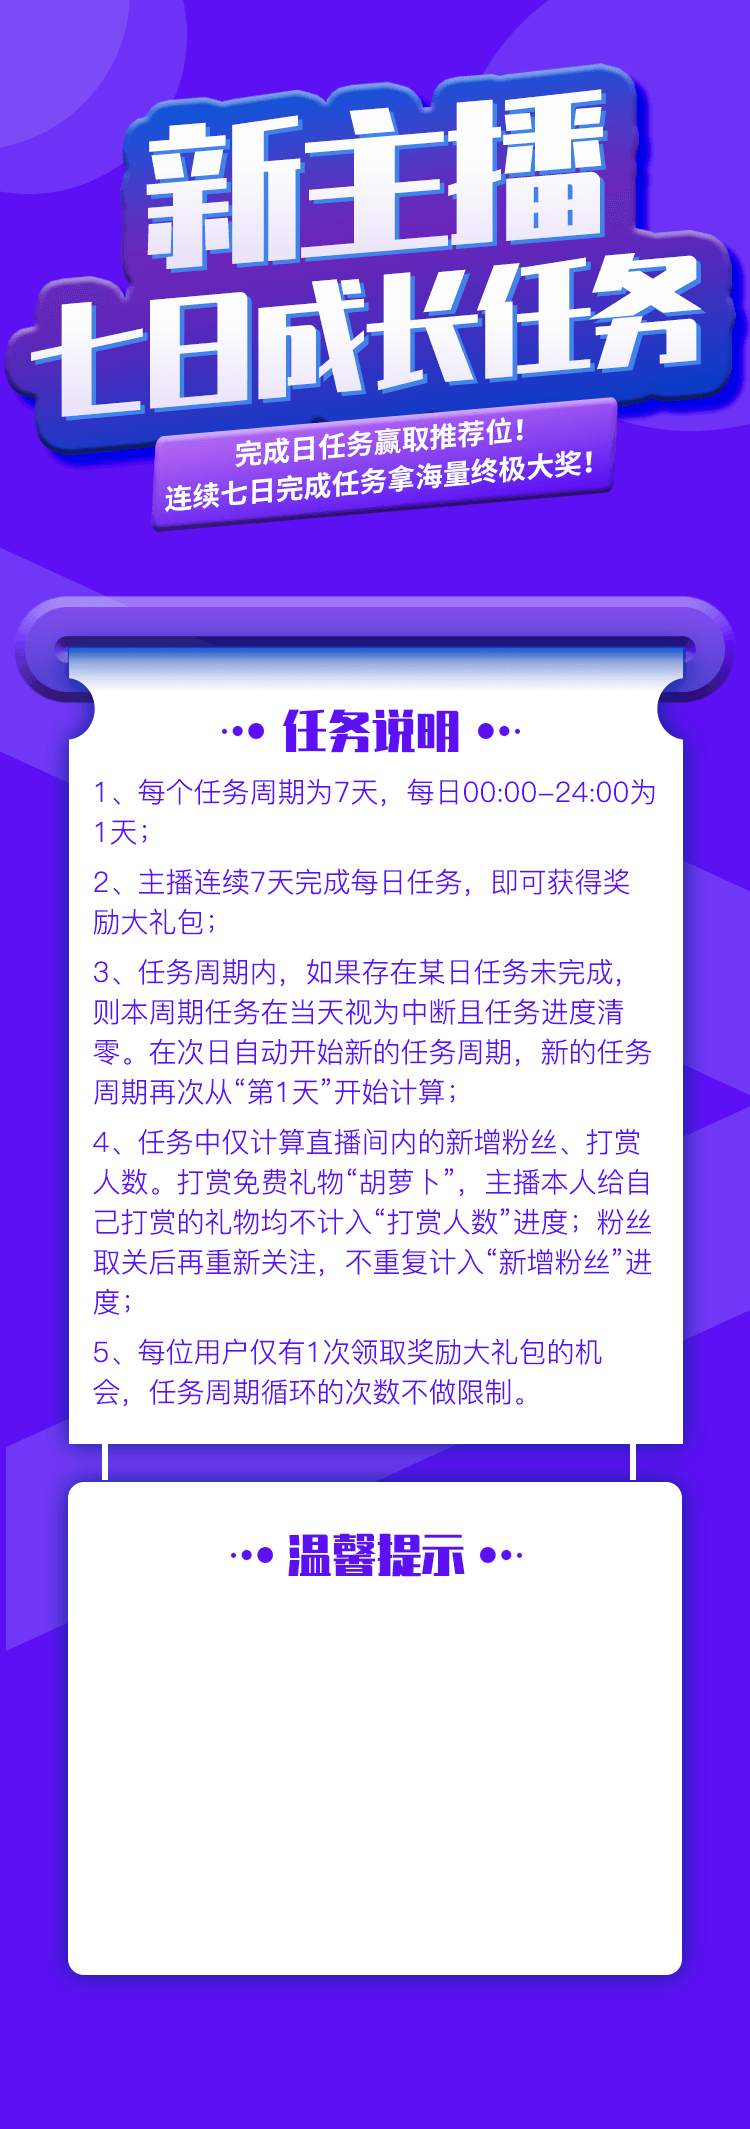 新主播
七日成长任务
完成日任务赢取推荐位！
连续七日完成任务拿海量终极大奖！
任务说明
1、每个任务周期为7天，每日00:00-24:00为
1天；
2、主播连续7天完成每日任务，即可获得奖
励大礼包；
3、任务周期内，如果存在某日任务未完成，
则本周期任务在当天视为中断且任务进度清
零。在次日自动开始新的任务周期，新的任务
周期再次从“第1天”开始计算；
4、任务中仅计算直播间内的新增粉丝、打赏
人数。打赏免费礼物“胡萝卜”，主播本人给自
己打赏的礼物均不计入“打赏人数”进度；粉丝
取关后再重新关注，不重复计入“新增粉丝”进
度；
5、每位用户仅有1次领取奖励大礼包的机
会，任务周期循环的次数不做限制。
温馨提示